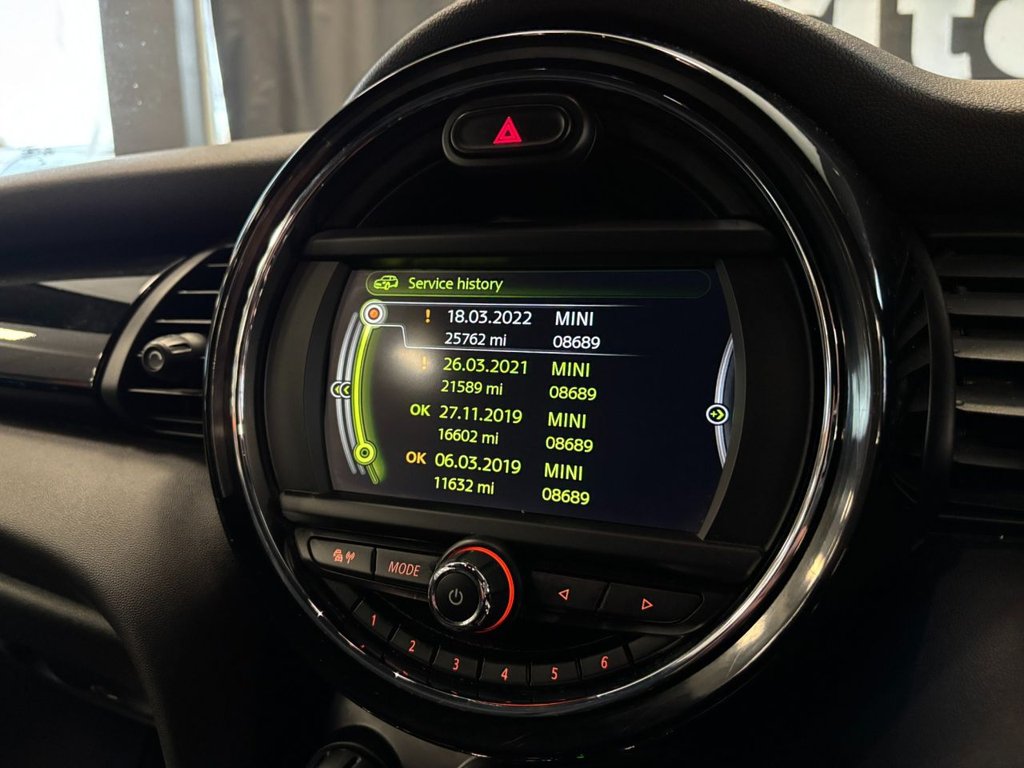 Service history
! 18.03.2022 MINI
25762 mi 08689
! 26.03.2021 MINI
21589 mi 08689
OK 27.11.2019 MINI
16602 mi 08689
OK 06.03.2019 MINI
11632 mi 08689
MODE
1 2 3 4 5 6